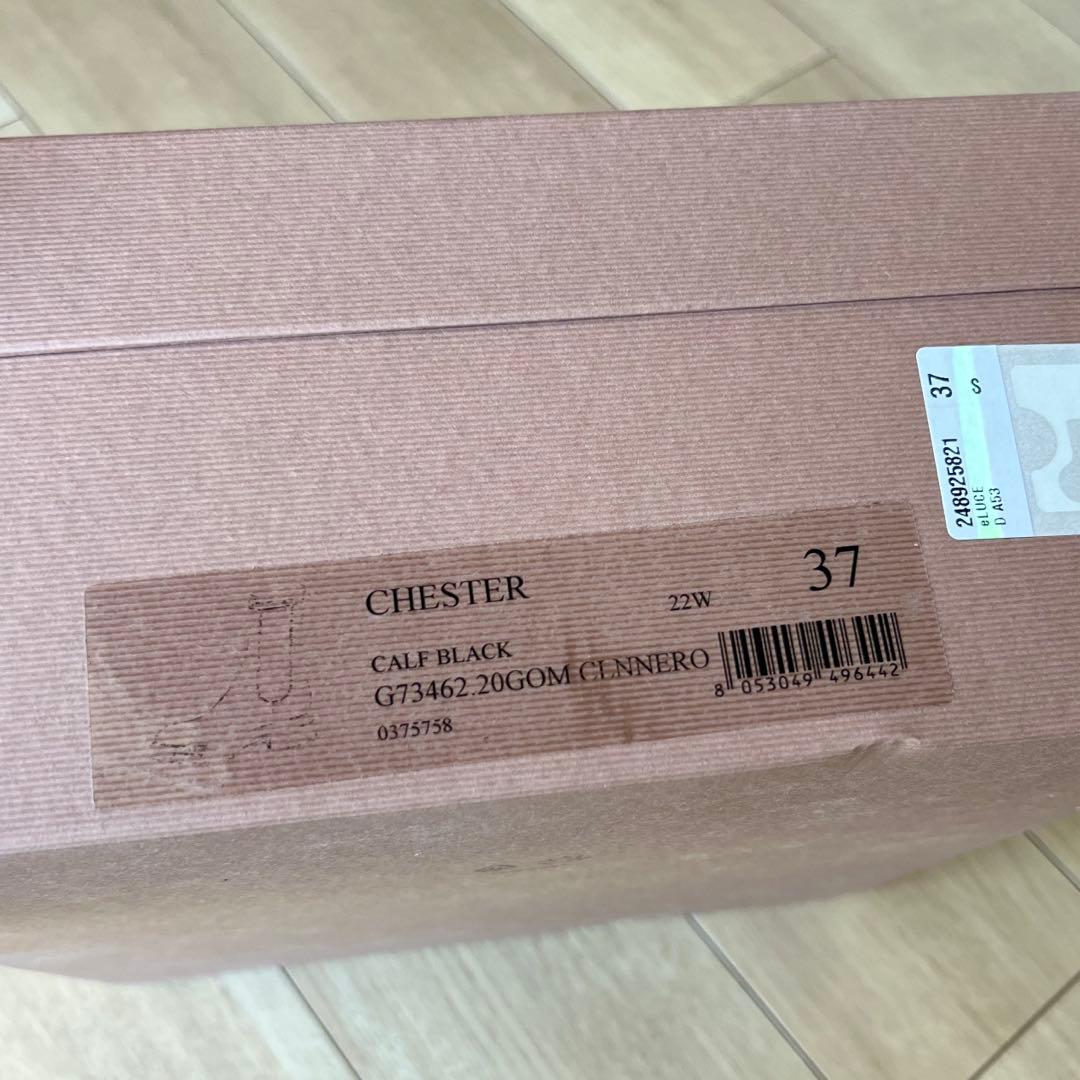 CHESTER
22W
37
CALF BLACK
G73462.20GOM CLNNERO
0375758
8 053049 496442
248925821 37
eLUCE S
D A53